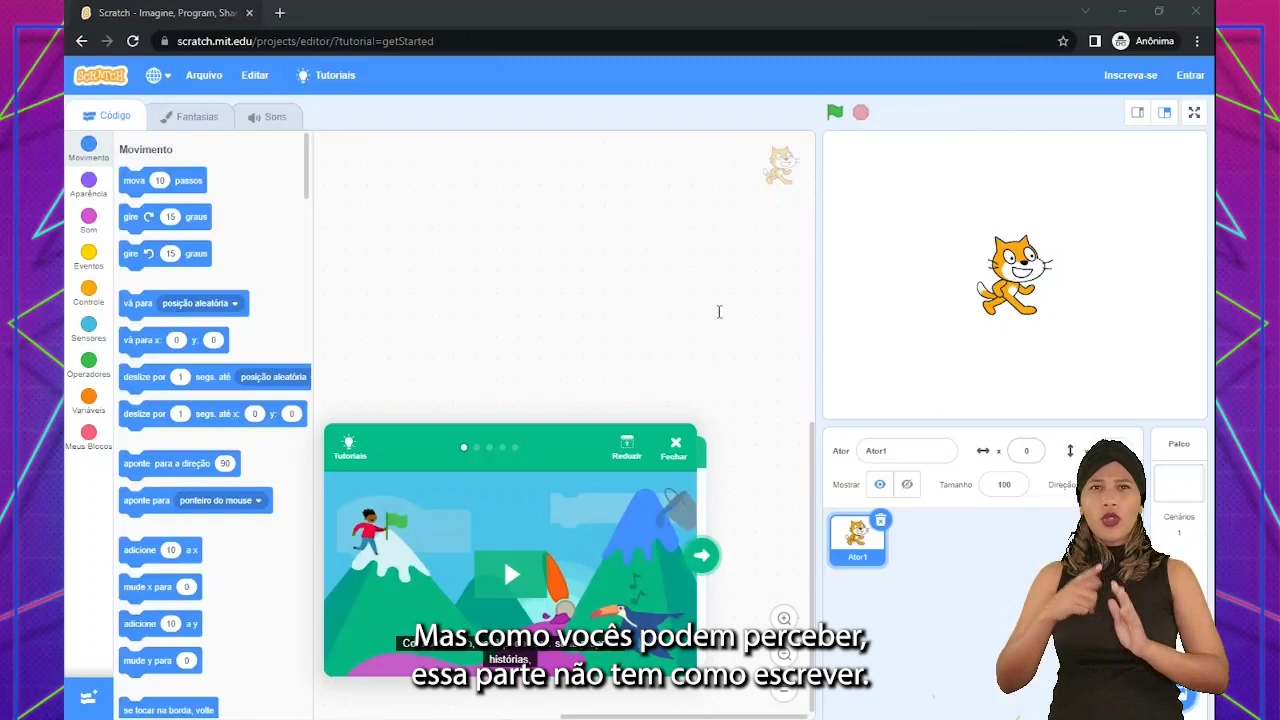 Scratch - Imagine, Program, Sha
scratch.mit.edu/projects/editor/?tutorial=getStarted
Anônima
SCRATCH
Arquivo
Editar
Tutoriais
Inscreva-se
Entrar
Código
Fantasias
Sons
Movimento
Aparência
Som
Eventos
Controle
Sensores
Operadores
Variáveis
Meus Blocos
Movimento
mova 10 passos
gire 15 graus
gire 15 graus
vá para posição aleatória
vá para x: 0 y: 0
deslize por 1 segs. até posição aleatória
deslize por 1 segs. até x: 0 y: 0
aponte para a direção 90
aponte para ponteiro do mouse
adicione 10 a x
mude x para 0
adicione 10 a y
mude y para 0
se tocar na borda, volte
Tutoriais
Reduzir
Fechar
histórias,
Ator Ator1 x 0
Mostrar Tamanho 100 Direção
Ator1
Palco
Cenários
1
Mas como vocês podem perceber,
essa parte não tem como escrever.